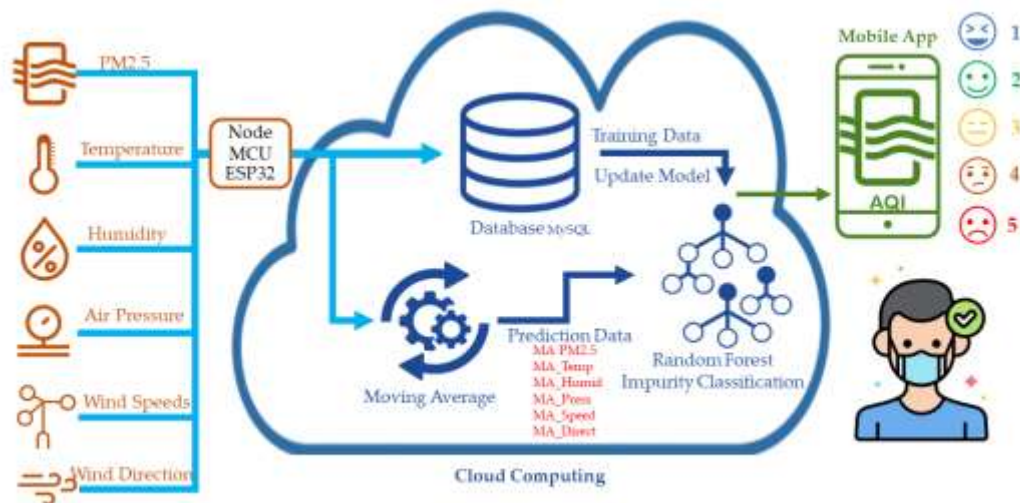 PM2.5
Temperature
Humidity
Air Pressure
Wind Speeds
Wind Direction
Node
MCU
ESP32
Training Data
Update Model
Database MySQL
Moving Average
Prediction Data
MA PM2.5
MA_Temp
MA_Humid
MA_Press
MA_Speed
MA_Direct
Random Forest
Impurity Classification
Cloud Computing
Mobile App
AQI
1
2
3
4
5